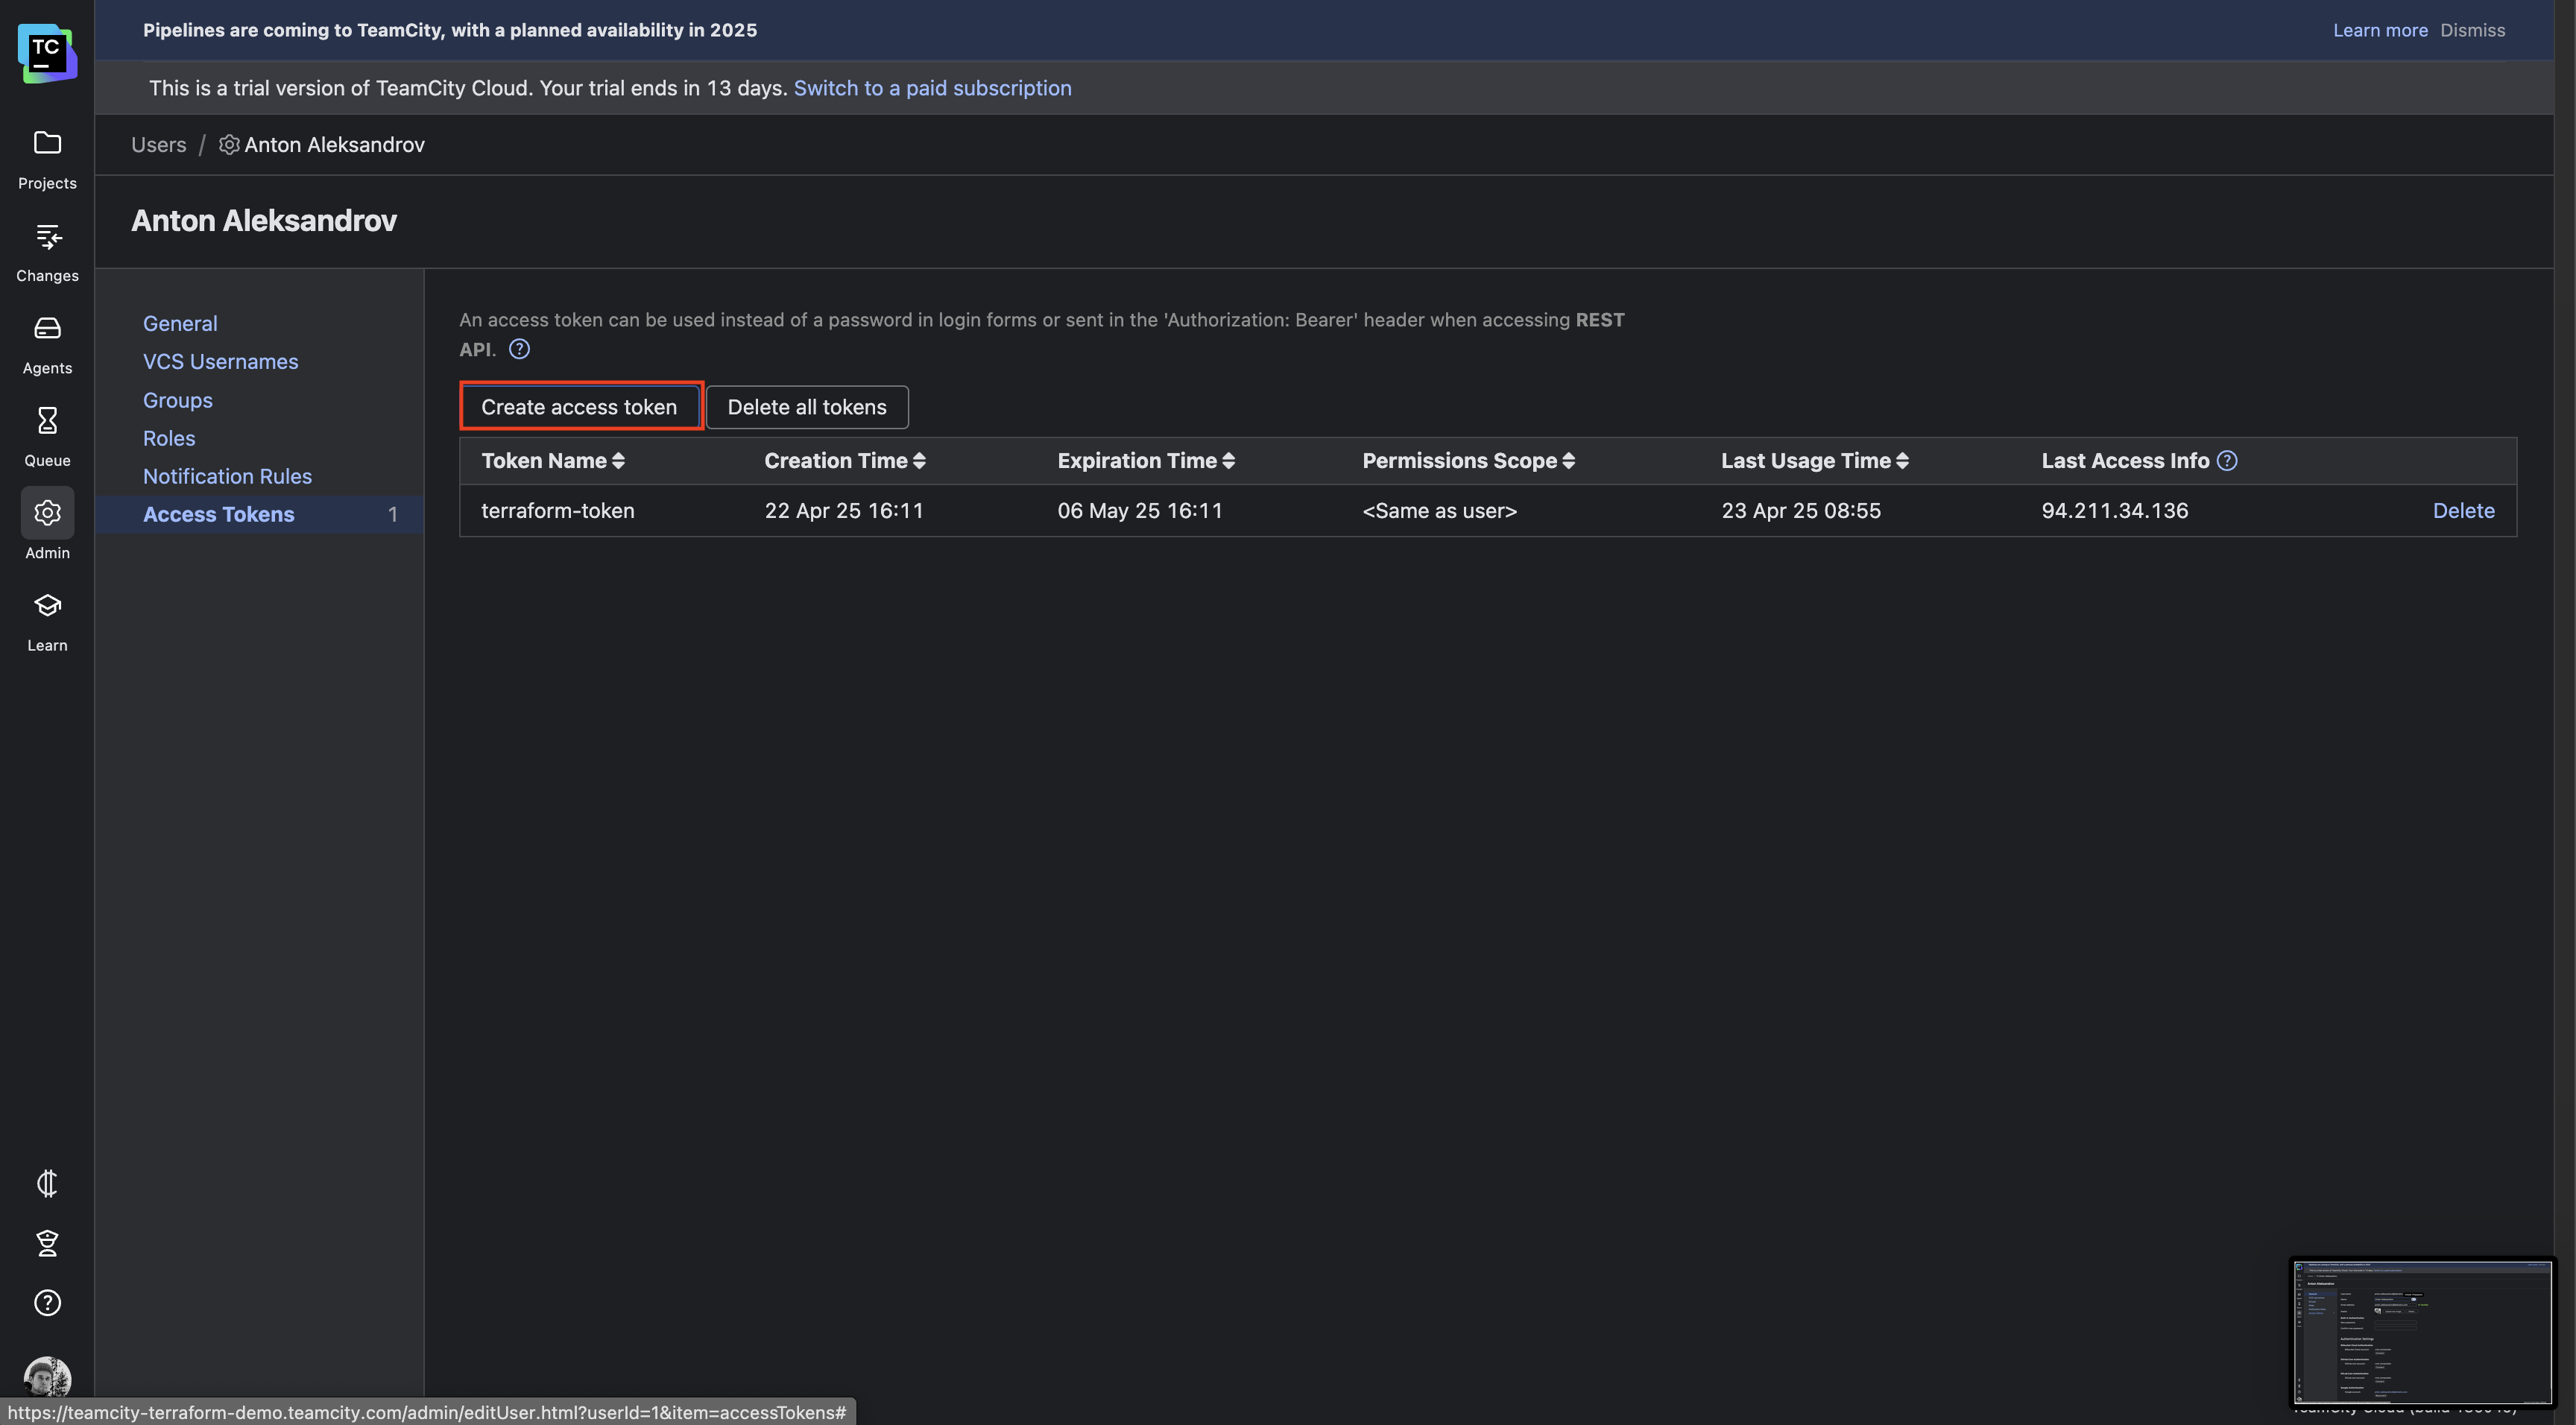 TC
Pipelines are coming to TeamCity, with a planned availability in 2025
Learn more Dismiss
This is a trial version of TeamCity Cloud. Your trial ends in 13 days. Switch to a paid subscription
Users / Anton Aleksandrov
Anton Aleksandrov
Projects
Changes
Agents
Queue
Admin
Learn
General
VCS Usernames
Groups
Roles
Notification Rules
Access Tokens 1
An access token can be used instead of a password in login forms or sent in the 'Authorization: Bearer' header when accessing REST
API.
Create access token Delete all tokens
Token Name Creation Time Expiration Time Permissions Scope Last Usage Time Last Access Info
terraform-token 22 Apr 25 16:11 06 May 25 16:11 <Same as user> 23 Apr 25 08:55 94.211.34.136 Delete
https://teamcity-terraform-demo.teamcity.com/admin/editUser.html?userId=1&item=accessTokens#